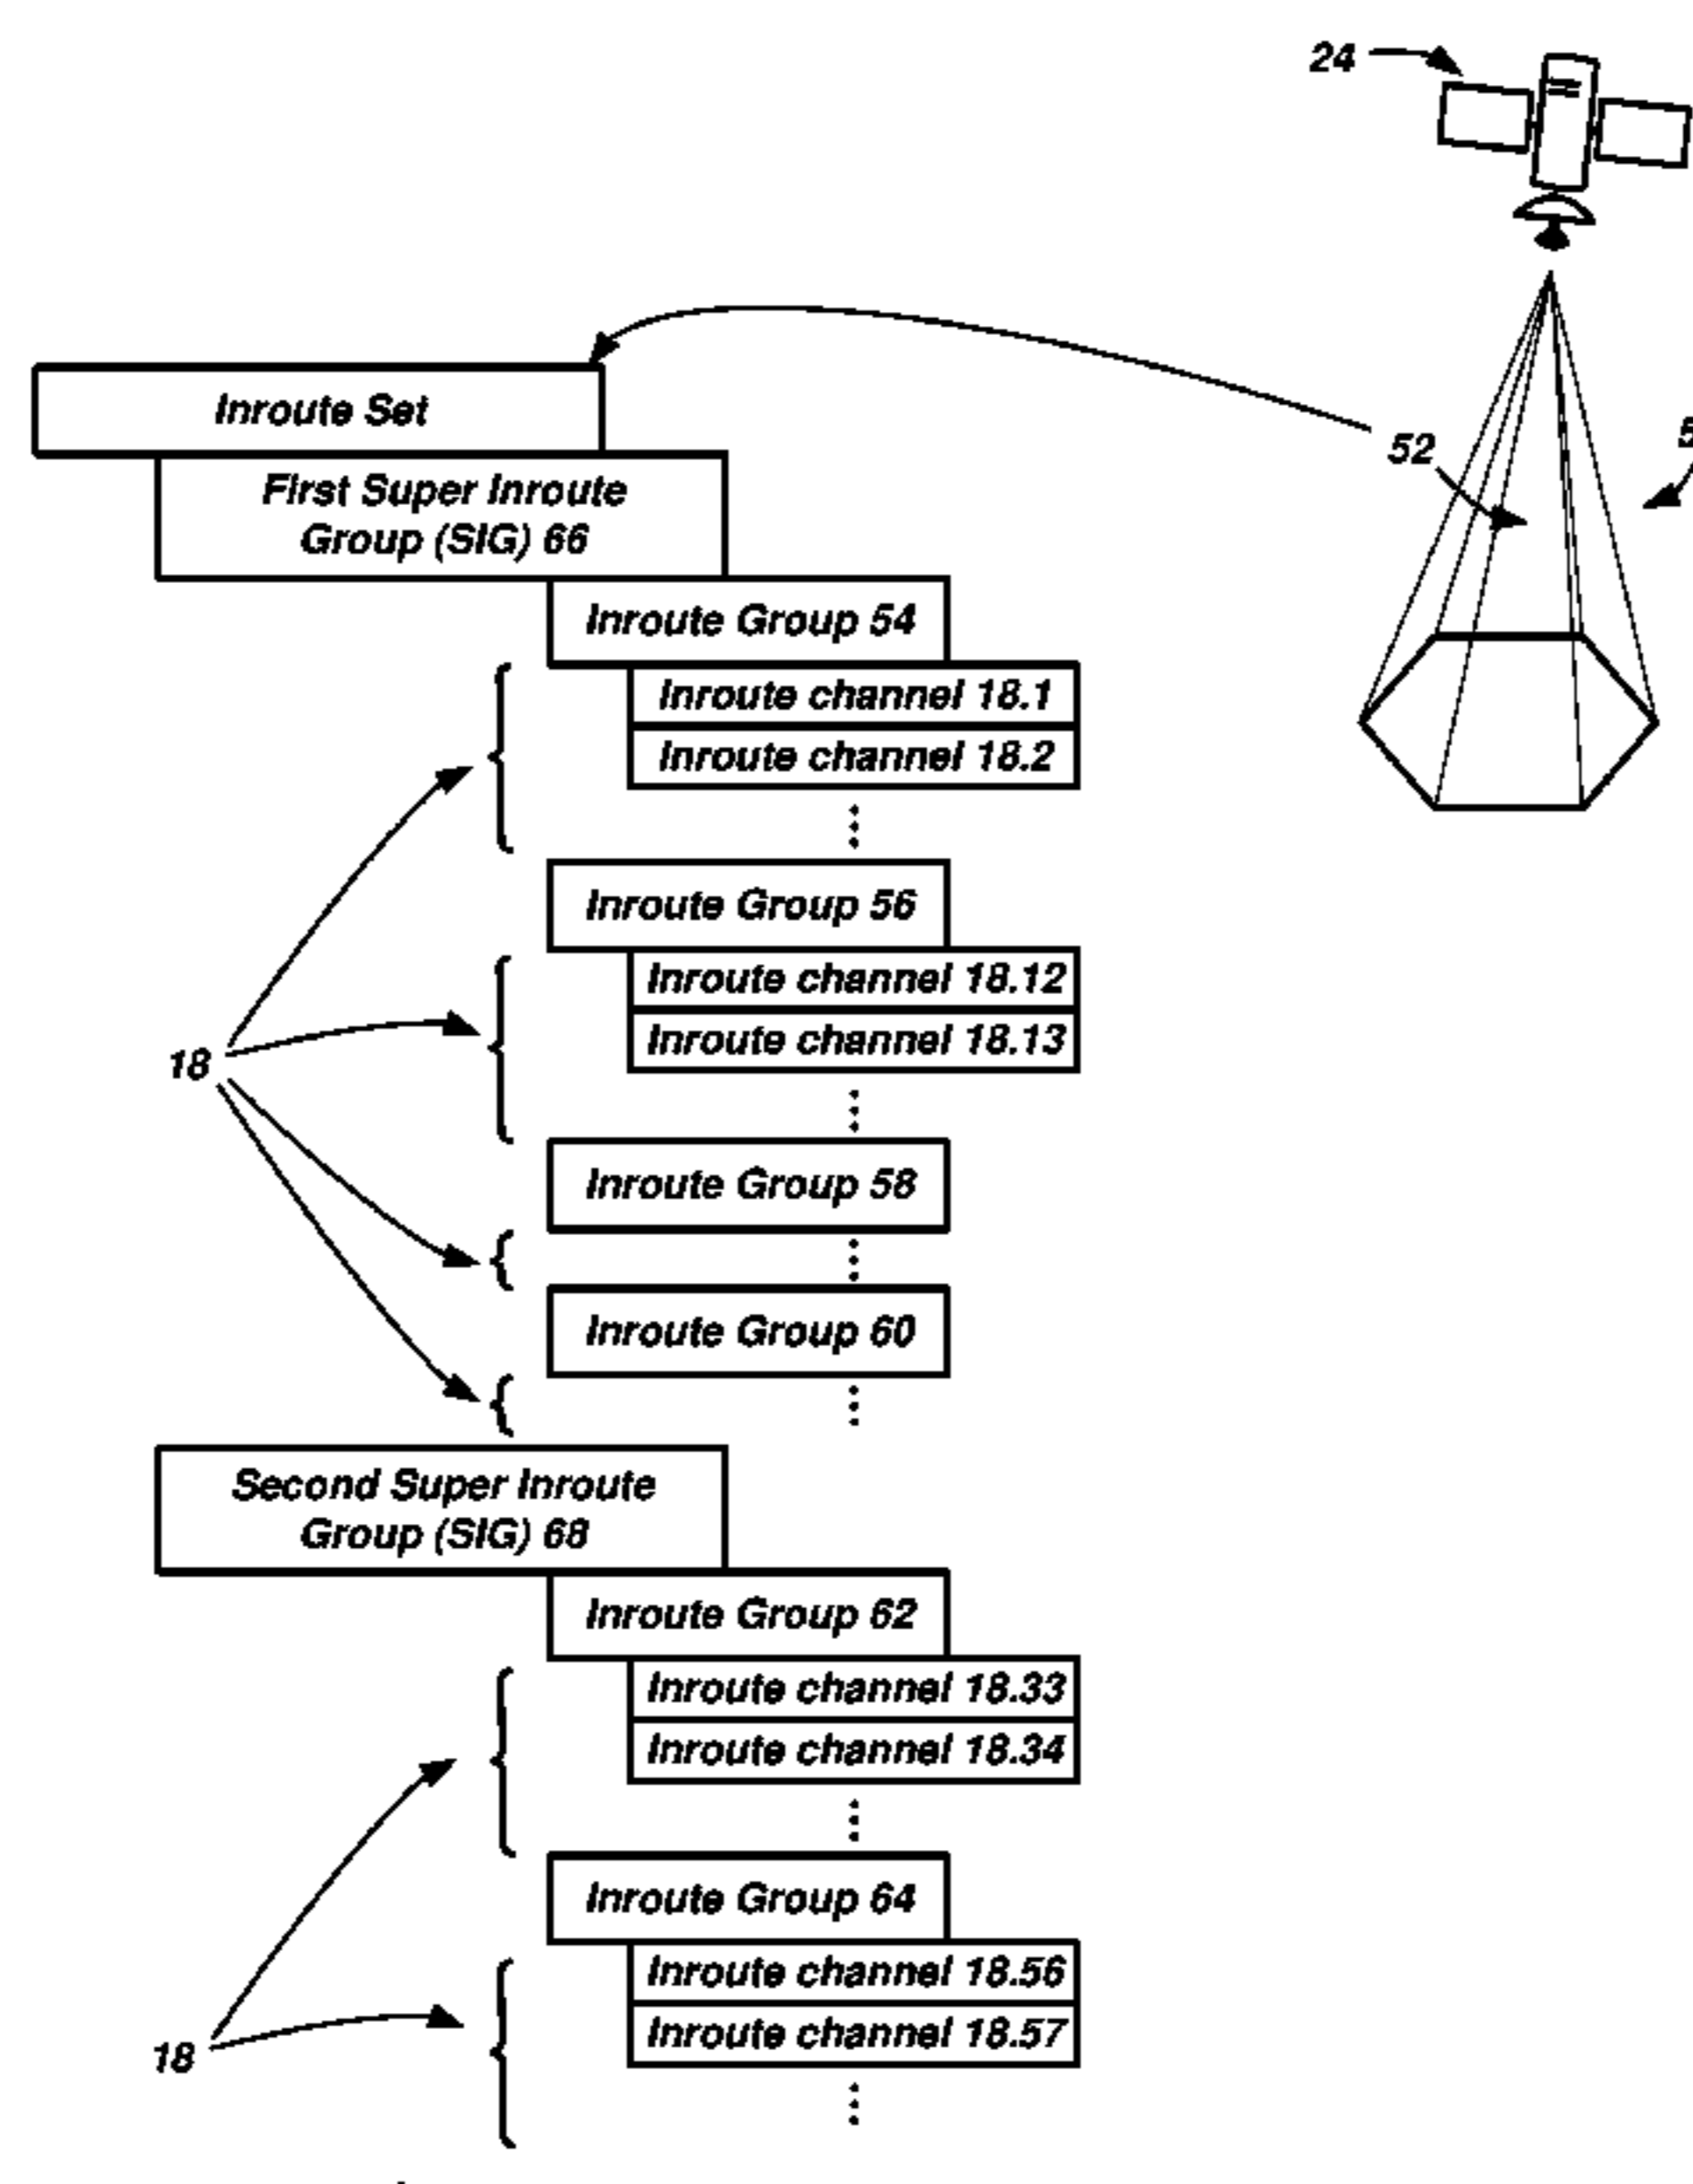 24
Inroute Set
52
First Super Inroute
Group (SIG) 66
Inroute Group 54
Inroute channel 18.1
Inroute channel 18.2
Inroute Group 56
Inroute channel 18.12
Inroute channel 18.13
18
Inroute Group 58
Inroute Group 60
Second Super Inroute
Group (SIG) 68
Inroute Group 62
Inroute channel 18.33
Inroute channel 18.34
Inroute Group 64
Inroute channel 18.56
Inroute channel 18.57
18